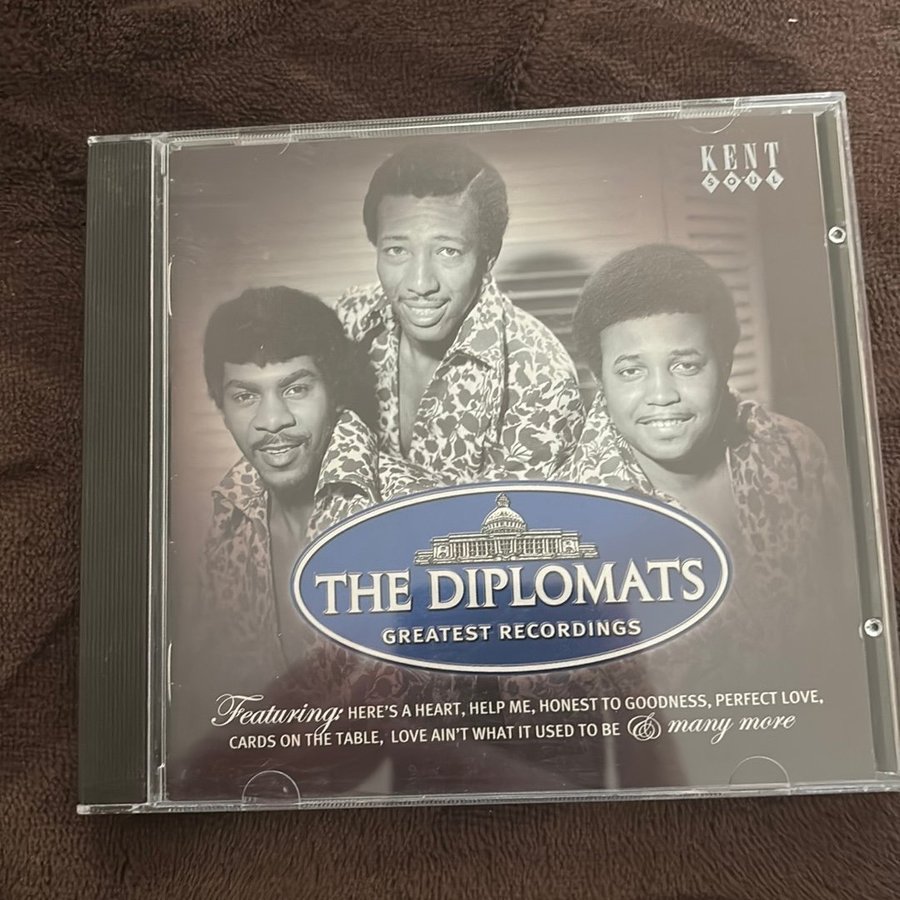 KENT
SOUL
THE DIPLOMATS
GREATEST RECORDINGS
Featuring: HERE'S A HEART, HELP ME, HONEST TO GOODNESS, PERFECT LOVE,
CARDS ON THE TABLE, LOVE AIN'T WHAT IT USED TO BE & many more